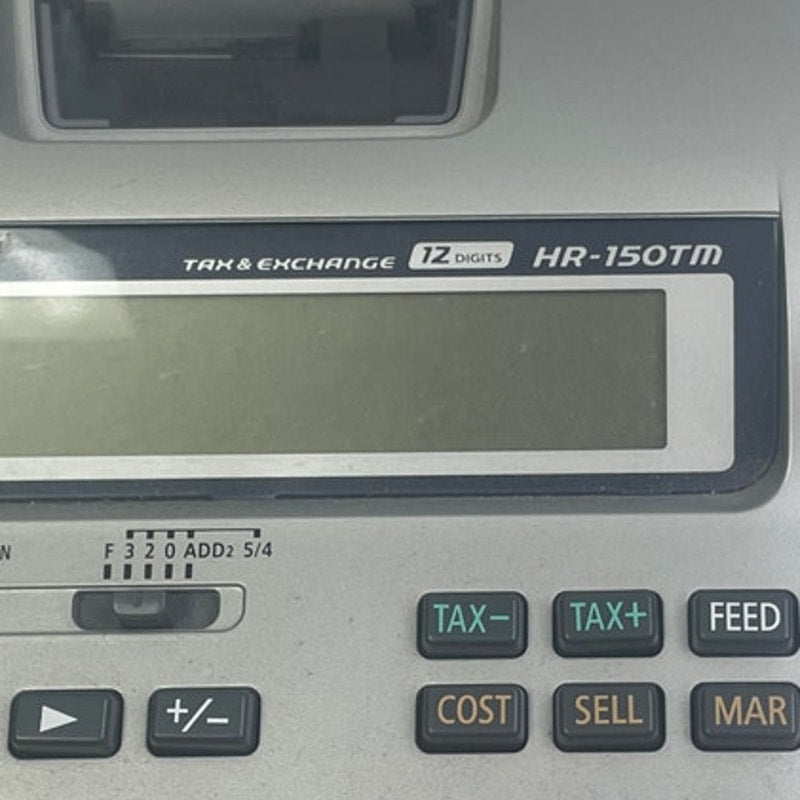 TAX & EXCHANGE 12 DIGITS HR-150TM
N F 3 2 0 ADD2 5/4
TAX- TAX+ FEED
+/- COST SELL MAR